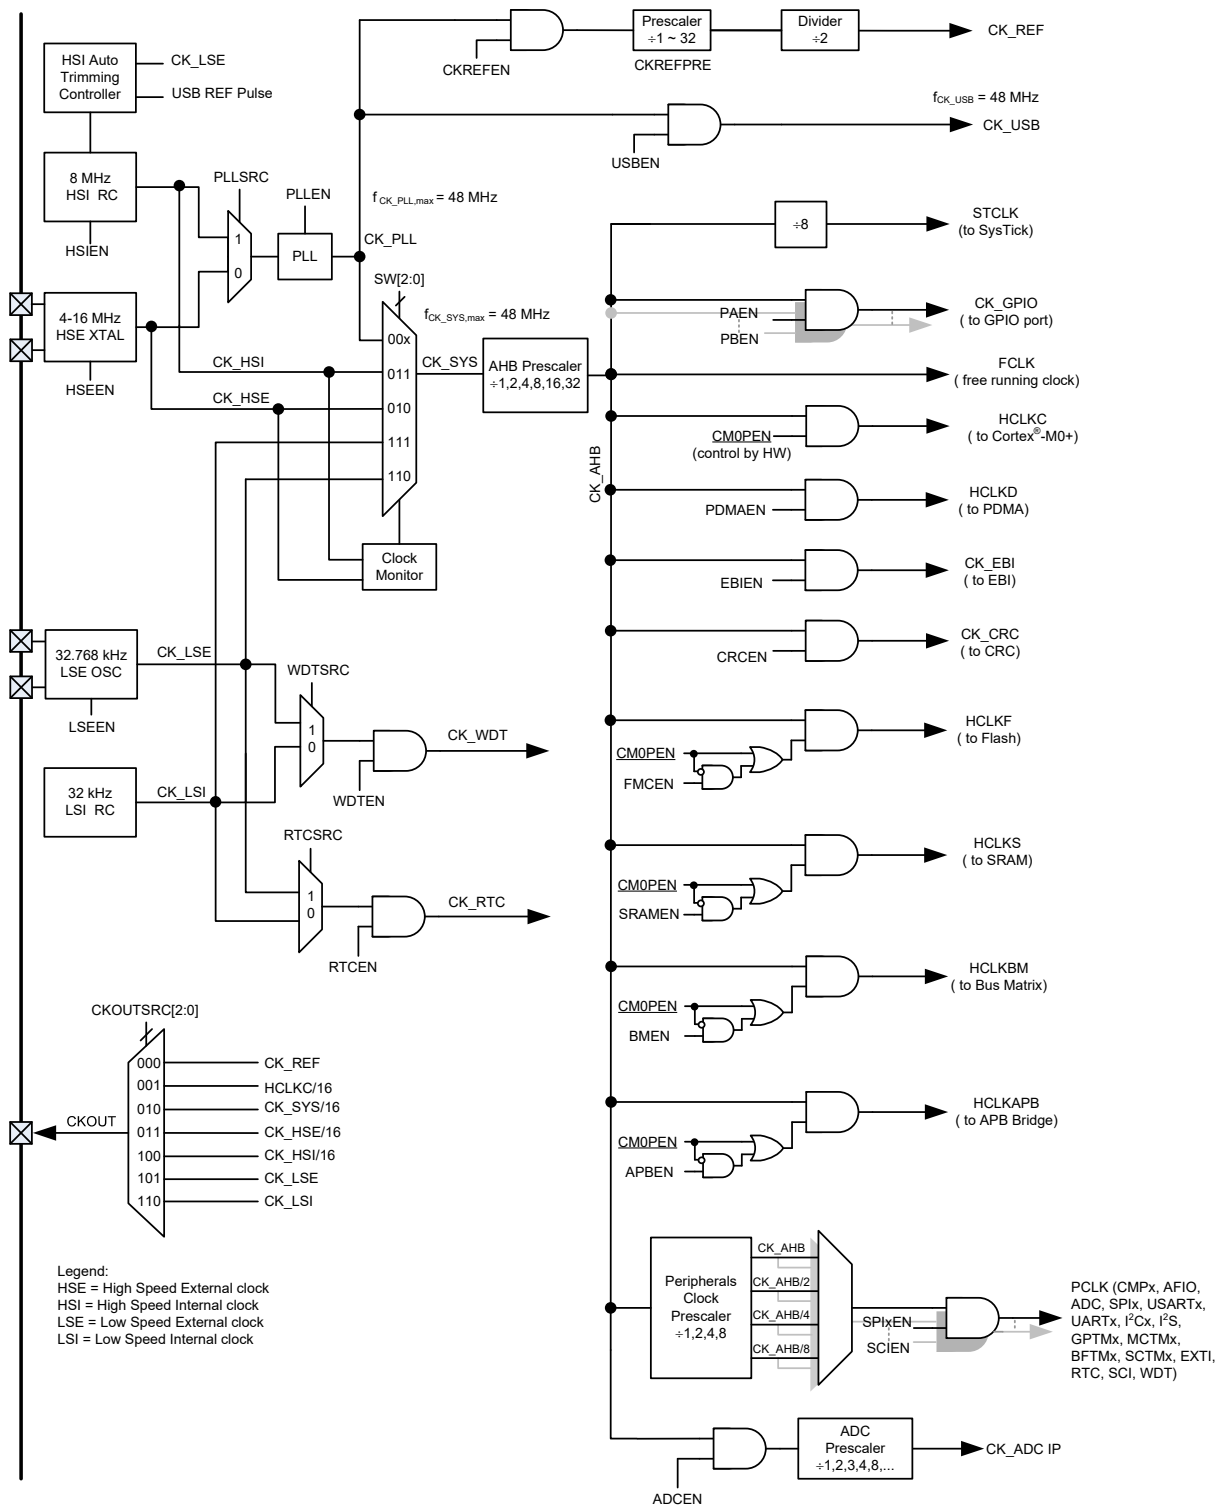 HSI Auto
Trimming
Controller
CK_LSE
USB REF Pulse
8 MHz
HSI RC
HSIEN
PLLSRC
1
0
PLLEN
PLL
CK_PLL
f CK_PLL,max = 48 MHz
CKREFEN
Prescaler
÷1 ~ 32
CKREFPRE
Divider
÷2
CK_REF
USBEN
fCK_USB = 48 MHz
CK_USB
4-16 MHz
HSE XTAL
HSEEN
CK_HSI
CK_HSE
SW[2:0]
fCK_SYS,max = 48 MHz
00x
011
010
111
110
CK_SYS
AHB Prescaler
÷1,2,4,8,16,32
Clock
Monitor
CK_AHB
÷8
STCLK
(to SysTick)
PAEN
PBEN
CK_GPIO
( to GPIO port)
FCLK
( free running clock)
CM0PEN
(control by HW)
HCLKC
( to Cortex®-M0+)
PDMAEN
HCLKD
( to PDMA)
EBIEN
CK_EBI
( to EBI)
CRCEN
CK_CRC
( to CRC)
CM0PEN
FMCEN
HCLKF
( to Flash)
CM0PEN
SRAMEN
HCLKS
( to SRAM)
CM0PEN
BMEN
HCLKBM
( to Bus Matrix)
CM0PEN
APBEN
HCLKAPB
( to APB Bridge)
32.768 kHz
LSE OSC
LSEEN
CK_LSE
WDTSRC
1
0
WDTEN
CK_WDT
32 kHz
LSI RC
CK_LSI
RTCSRC
1
0
RTCEN
CK_RTC
CKOUTSRC[2:0]
CKOUT
000 CK_REF
001 HCLKC/16
010 CK_SYS/16
011 CK_HSE/16
100 CK_HSI/16
101 CK_LSE
110 CK_LSI
Legend:
HSE = High Speed External clock
HSI = High Speed Internal clock
LSE = Low Speed External clock
LSI = Low Speed Internal clock
Peripherals
Clock
Prescaler
÷1,2,4,8
CK_AHB
CK_AHB/2
CK_AHB/4
CK_AHB/8
SPIxEN
SCIEN
PCLK (CMPx, AFIO,
ADC, SPIx, USARTx,
UARTx, I²Cx, I²S,
GPTMx, MCTMx,
BFTMx, SCTMx, EXTI,
RTC, SCI, WDT)
ADCEN
ADC
Prescaler
÷1,2,3,4,8,...
CK_ADC IP